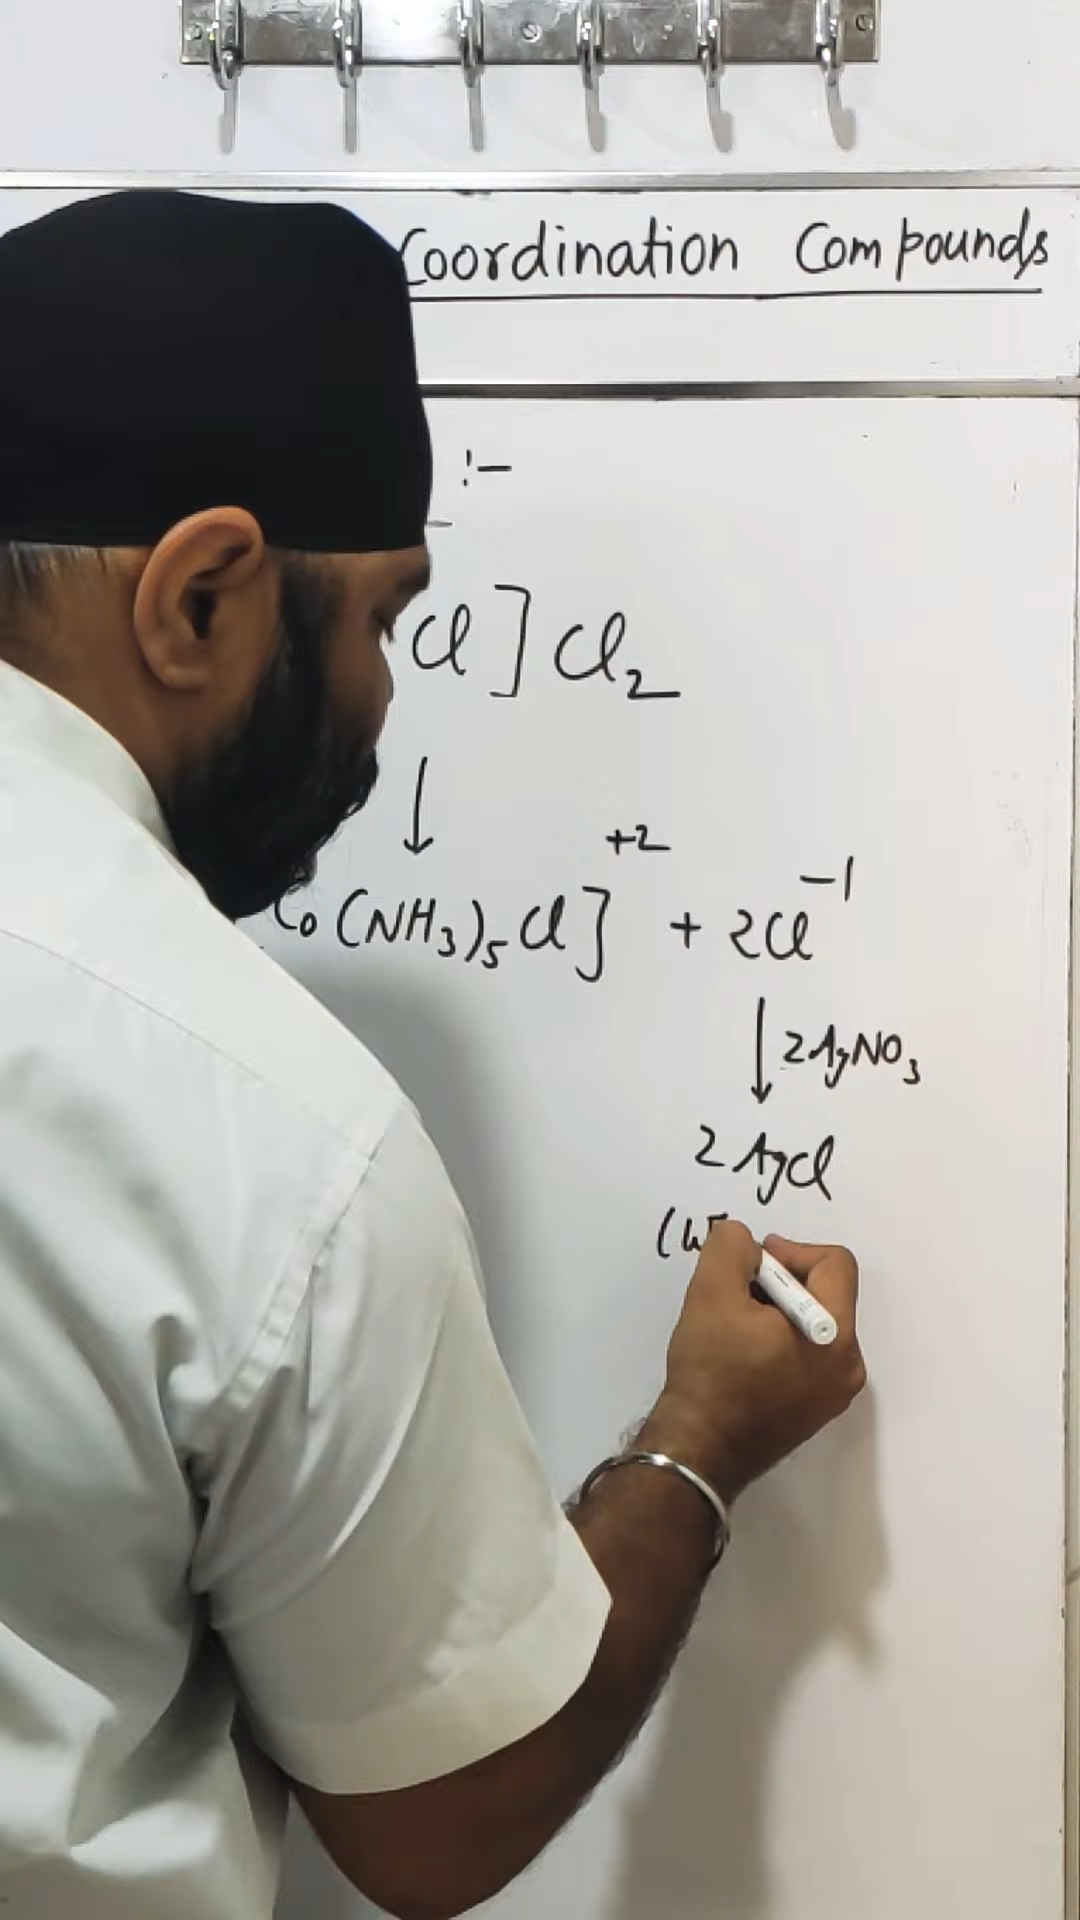 Coordination Compounds
:-
Cl ] Cl₂
↓
Co (NH₃)₅ Cl ]⁺² + 2Cl⁻¹
↓ 2AgNO₃
2 AgCl